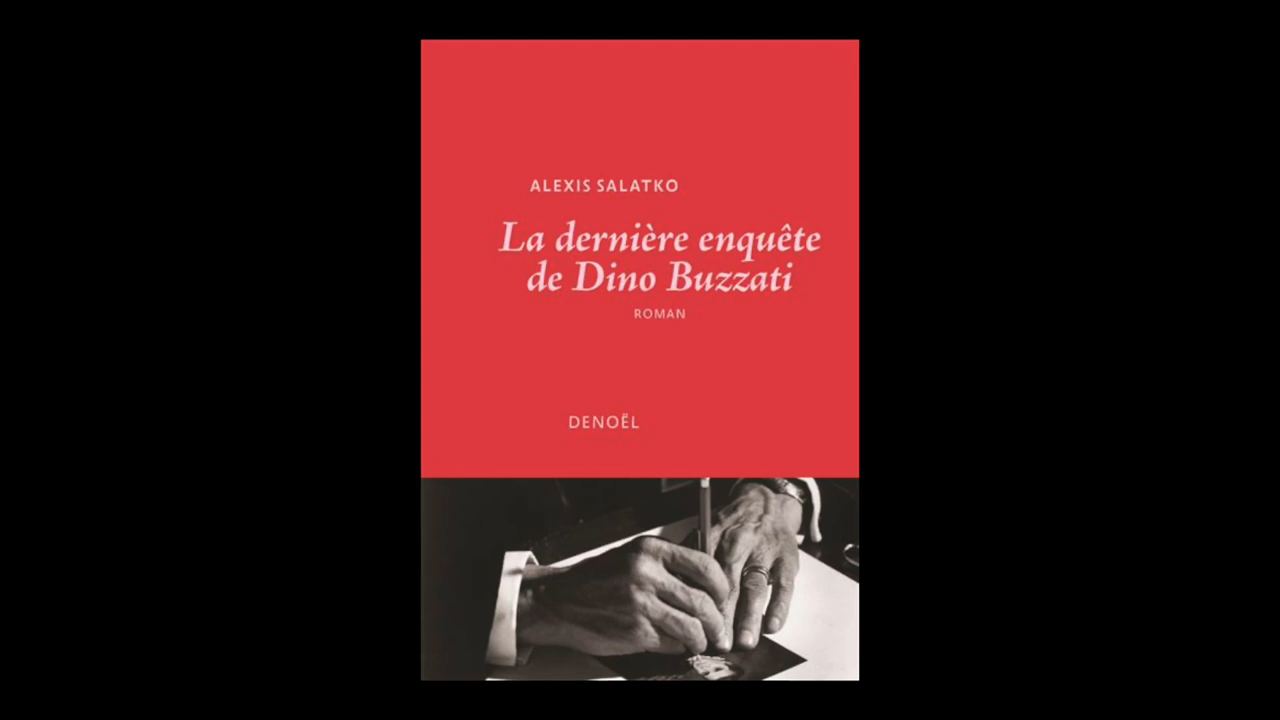 ALEXIS SALATKO
La dernière enquête
de Dino Buzzati
ROMAN
DENOËL